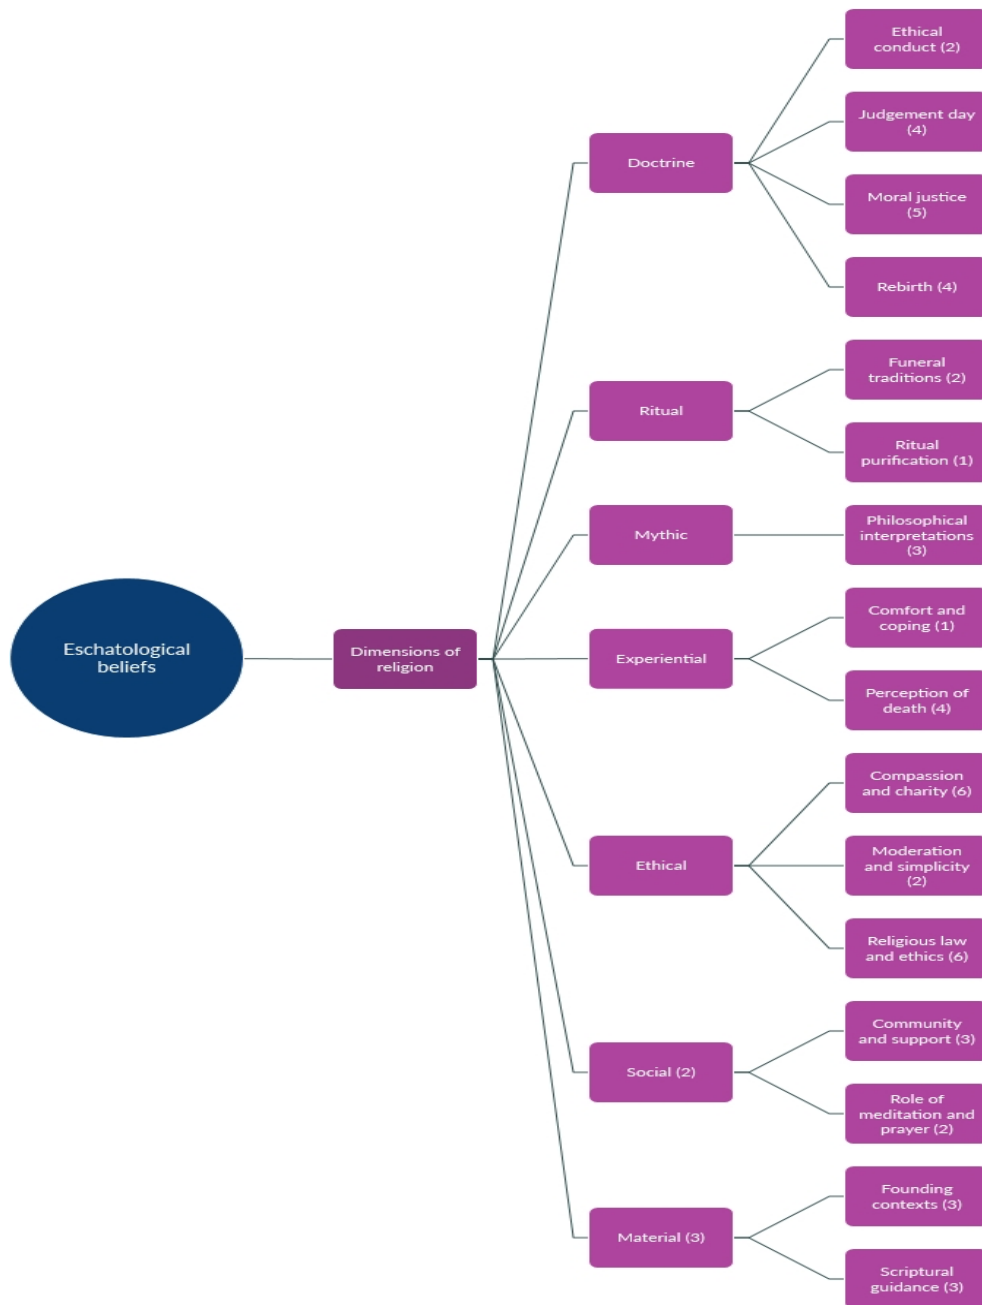 Ethical
conduct (2)
Judgement day
(4)
Doctrine
Moral justice
(5)
Rebirth (4)
Funeral
traditions (2)
Ritual
Ritual
purification (1)
Philosophical
interpretations
(3)
Mythic
Comfort and
coping (1)
Eschatological
beliefs
Dimensions of
religion
Experiential
Perception of
death (4)
Compassion
and charity (6)
Ethical
Moderation
and simplicity
(2)
Religious law
and ethics (6)
Community
and support (3)
Social (2)
Role of
meditation and
prayer (2)
Founding
contexts (3)
Material (3)
Scriptural
guidance (3)